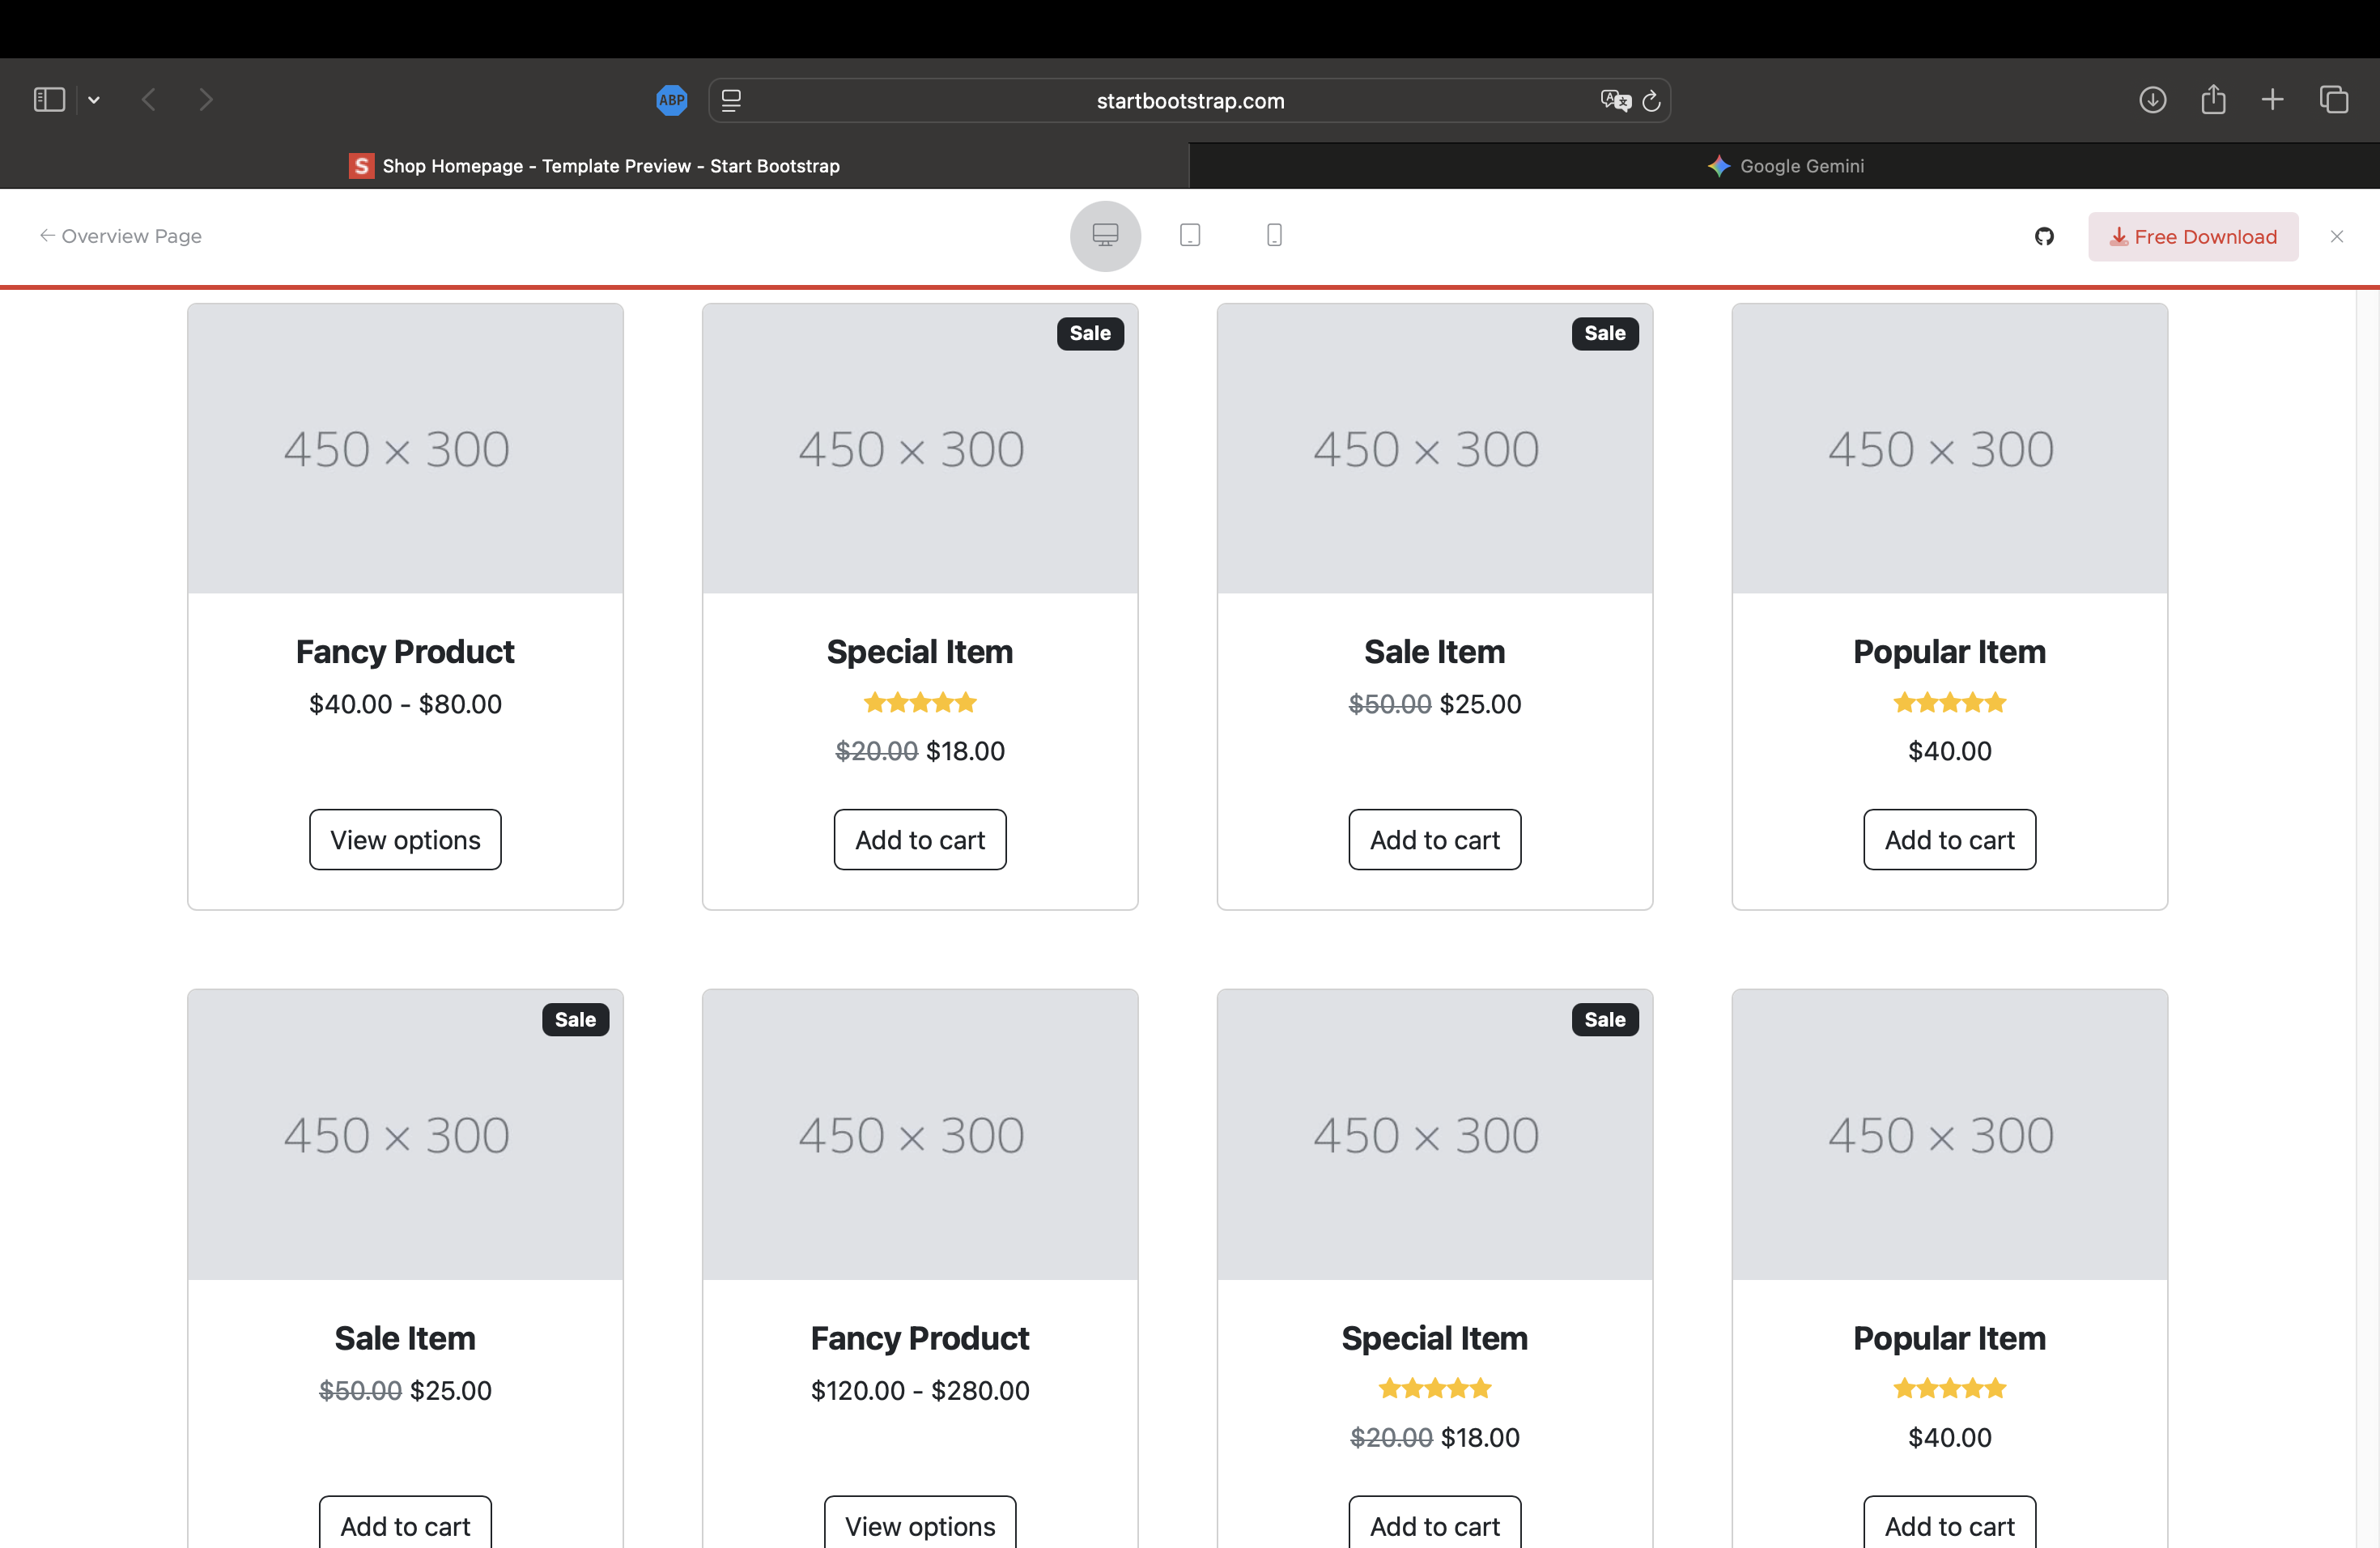 ABP
startbootstrap.com
S Shop Homepage - Template Preview - Start Bootstrap
Google Gemini
← Overview Page
Free Download
450 × 300
Sale
450 × 300
Sale
450 × 300
450 × 300
Fancy Product
$40.00 - $80.00
View options
Special Item
$20.00 $18.00
Add to cart
Sale Item
$50.00 $25.00
Add to cart
Popular Item
$40.00
Add to cart
Sale
450 × 300
450 × 300
Sale
450 × 300
450 × 300
Sale Item
$50.00 $25.00
Add to cart
Fancy Product
$120.00 - $280.00
View options
Special Item
$20.00 $18.00
Add to cart
Popular Item
$40.00
Add to cart